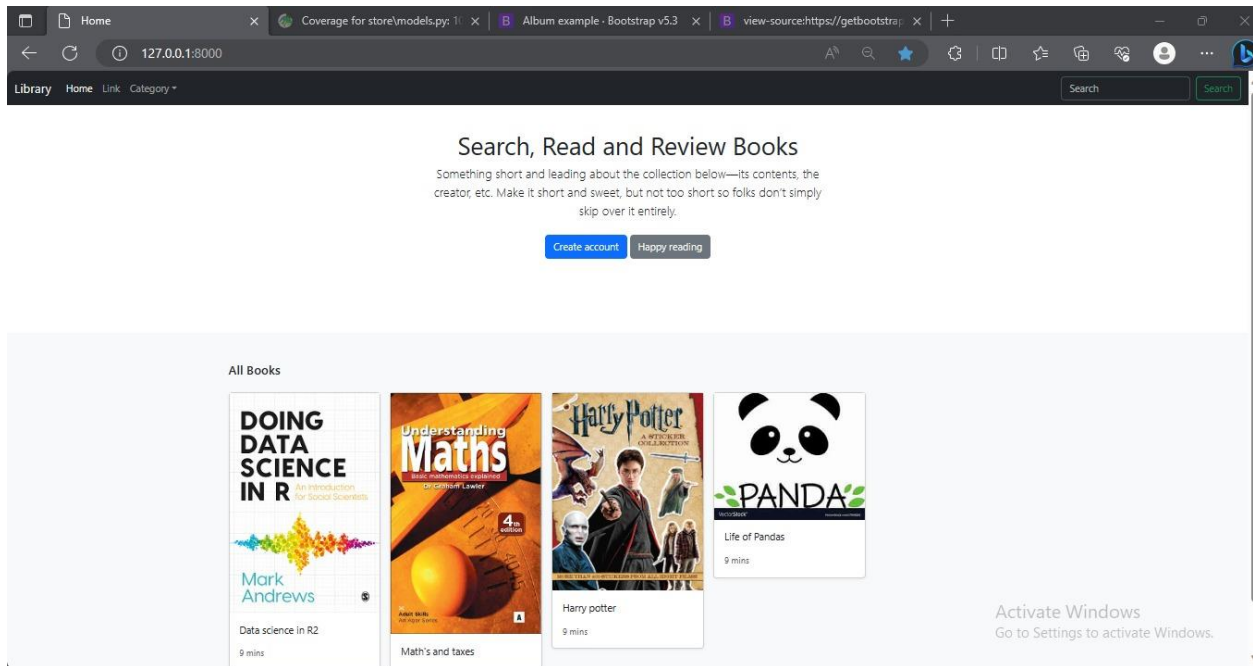 Home
Coverage for store\models.py: 10
Album example · Bootstrap v5.3
view-source:https://getbootstrap
127.0.0.1:8000
Library Home Link Category
Search
Search
Search, Read and Review Books
Something short and leading about the collection below—its contents, the
creator, etc. Make it short and sweet, but not too short so folks don't simply
skip over it entirely.
Create account
Happy reading
All Books
DOING
DATA
SCIENCE
IN R
An Introduction
for Social Scientists
Mark
Andrews
Data science in R2
9 mins
Understanding
Maths
Basic mathematics explained
Dr Graham Lawler
4th
edition
A
Math's and taxes
Harry Potter
A STICKER
COLLECTION
Harry potter
9 mins
PANDA
VectorStock
Life of Pandas
9 mins
Activate Windows
Go to Settings to activate Windows.